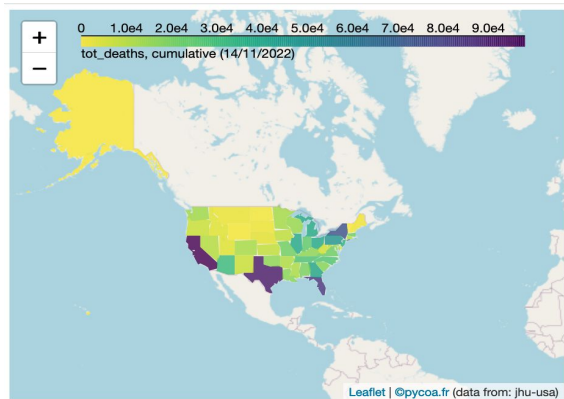 +
−
0 1.0e4 2.0e4 3.0e4 4.0e4 5.0e4 6.0e4 7.0e4 8.0e4 9.0e4
tot_deaths, cumulative (14/11/2022)
Leaflet | ©pycoa.fr (data from: jhu-usa)